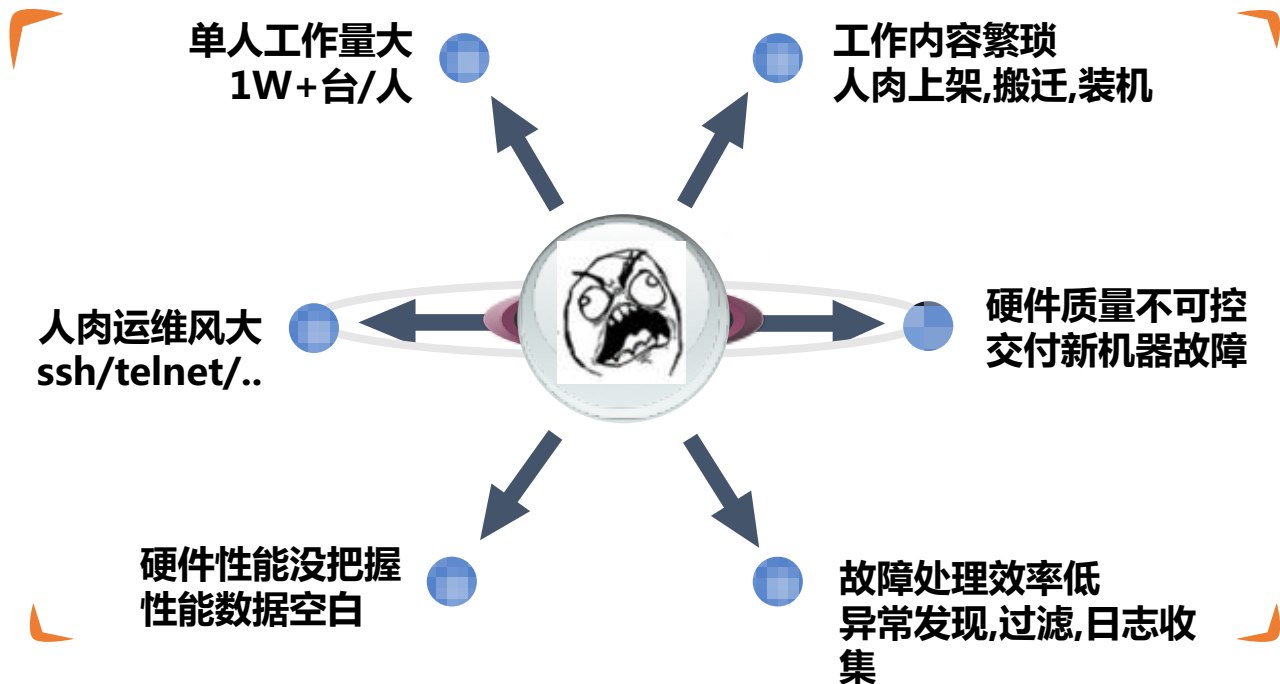 单人工作量大
1W+台/人
工作内容繁琐
人肉上架,搬迁,装机
人肉运维风大
ssh/telnet/..
硬件质量不可控
交付新机器故障
硬件性能没把握
性能数据空白
故障处理效率低
异常发现,过滤,日志收
集